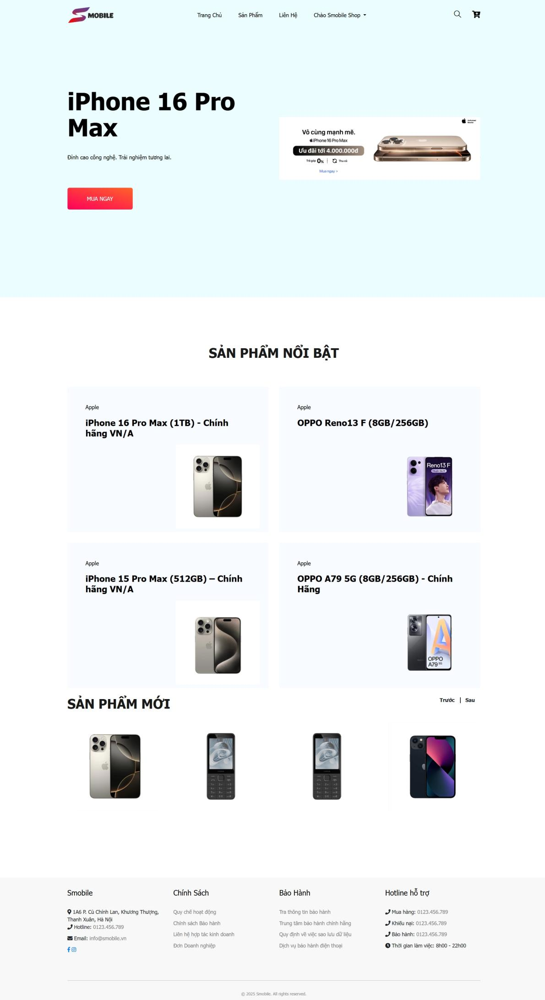 S MOBILE
Trang Chủ
Sản Phẩm
Liên Hệ
Chào Smobile Shop
iPhone 16 Pro
Max
Đỉnh cao công nghệ. Trải nghiệm tương lai.
MUA NGAY
Authorised
Reseller
Vô cùng mạnh mẽ.
iPhone 16 Pro Max
Ưu đãi tới 4.000.000đ
Trả góp 0% | Thu cũ
Mua ngay >
SẢN PHẨM NỔI BẬT
Apple
iPhone 16 Pro Max (1TB) - Chính
hãng VN/A
Apple
OPPO Reno13 F (8GB/256GB)
Reno13 F
Chuyên Gia AI
Apple
iPhone 15 Pro Max (512GB) – Chính
hãng VN/A
Apple
OPPO A79 5G (8GB/256GB) - Chính
Hãng
OPPO
A79 5G
SẢN PHẨM MỚI
Trước | Sau
NOKIA
NOKIA
Smobile
1A6 P. Cù Chính Lan, Khương Thượng,
Thanh Xuân, Hà Nội
Hotline: 0123.456.789
Email: info@smobile.vn
Chính Sách
Quy chế hoạt động
Chính sách Bảo hành
Liên hệ hợp tác kinh doanh
Đơn Doanh nghiệp
Bảo Hành
Tra thông tin bảo hành
Trung tâm bảo hành chính hãng
Quy định về việc sao lưu dữ liệu
Dịch vụ bảo hành điện thoại
Hotline hỗ trợ
Mua hàng: 0123.456.789
Khiếu nại: 0123.456.789
Bảo hành: 0123.456.789
Thời gian làm việc: 8h00 - 22h00
© 2025 Smobile. All rights reserved.